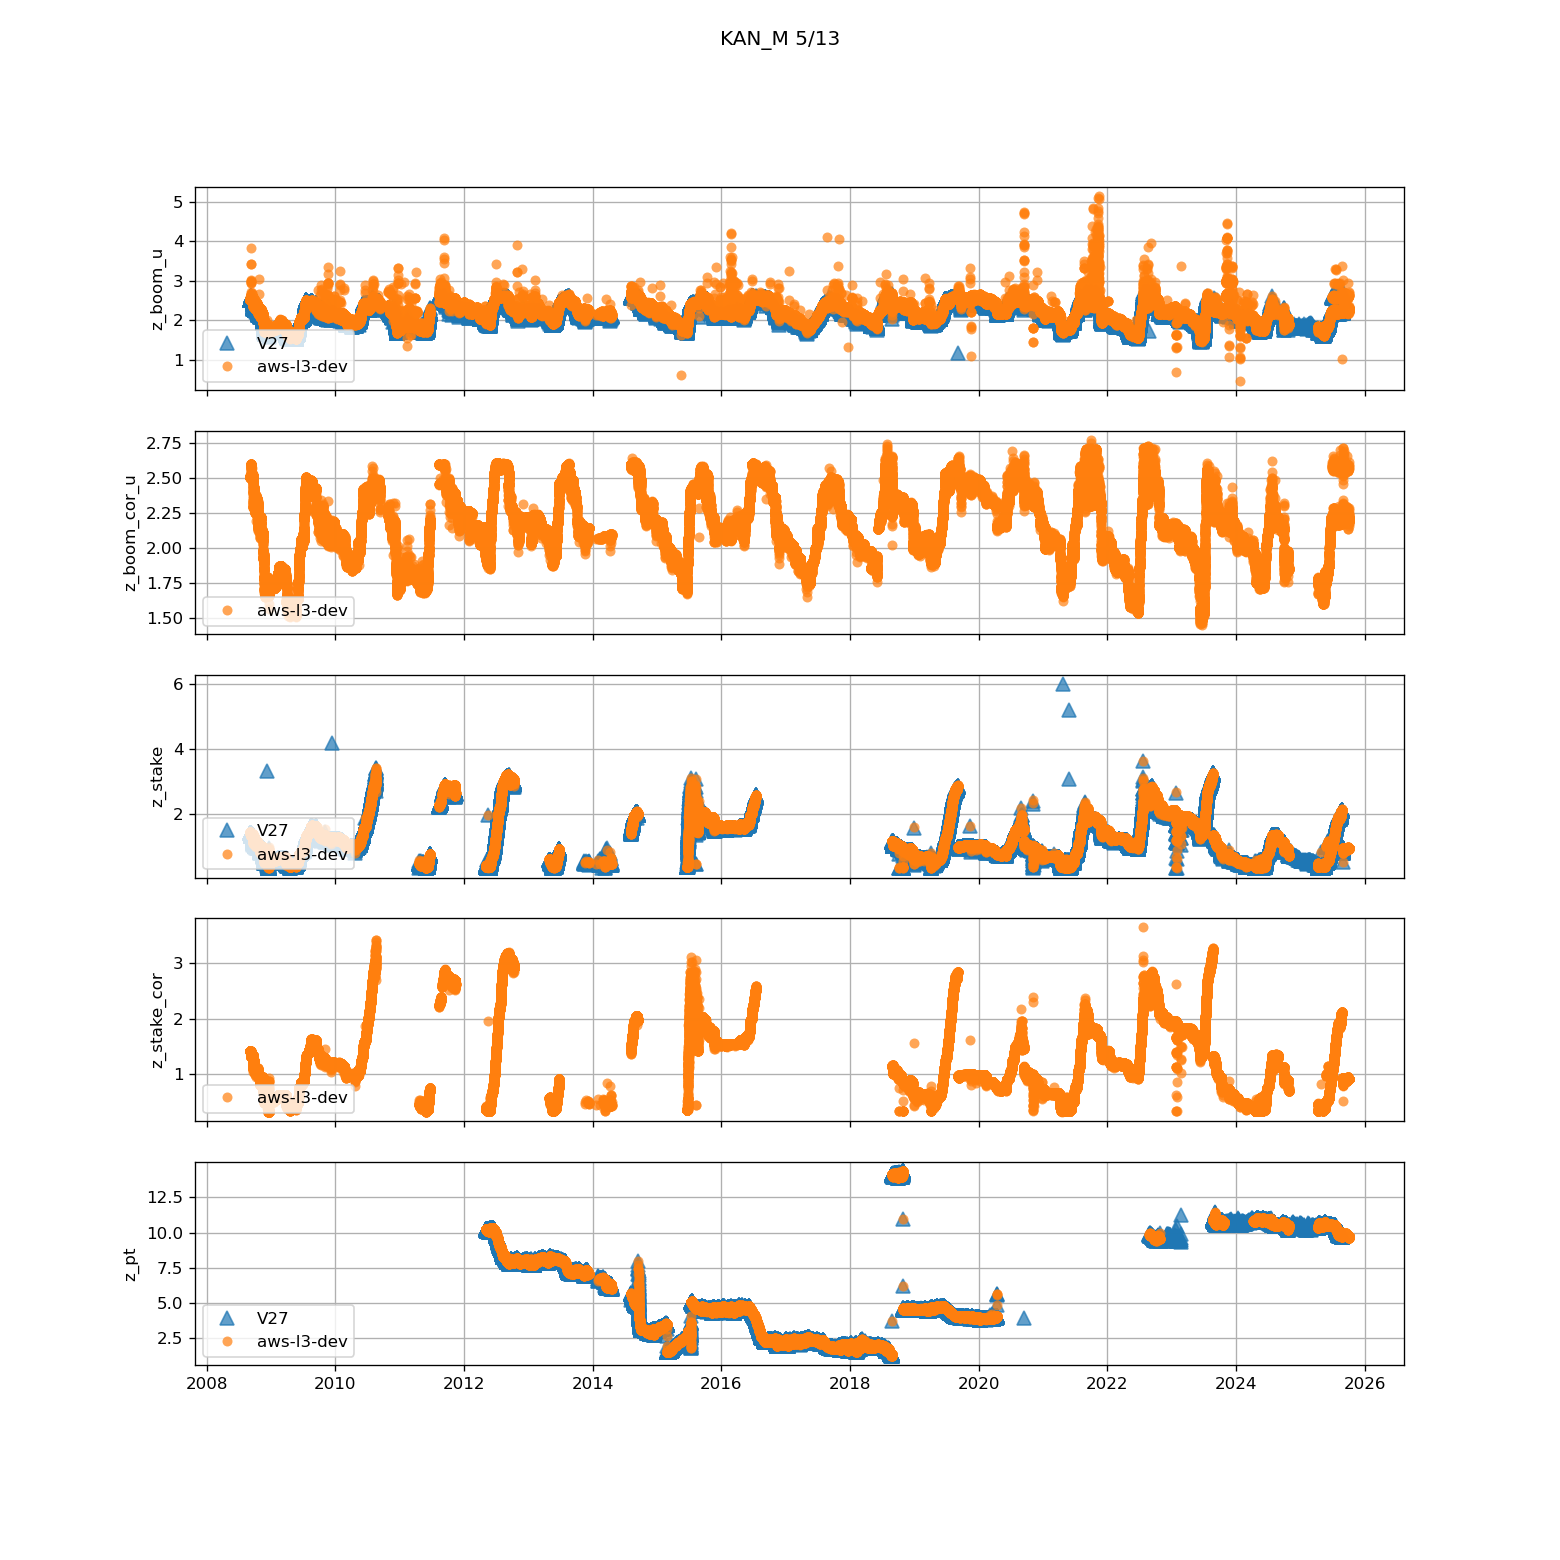 KAN_M 5/13
z_boom_u
5
4
3
2
1
V27
aws-l3-dev
z_boom_cor_u
2.75
2.50
2.25
2.00
1.75
1.50
aws-l3-dev
z_stake
6
4
2
V27
aws-l3-dev
z_stake_cor
3
2
1
aws-l3-dev
z_pt
12.5
10.0
7.5
5.0
2.5
V27
aws-l3-dev
2008 2010 2012 2014 2016 2018 2020 2022 2024 2026